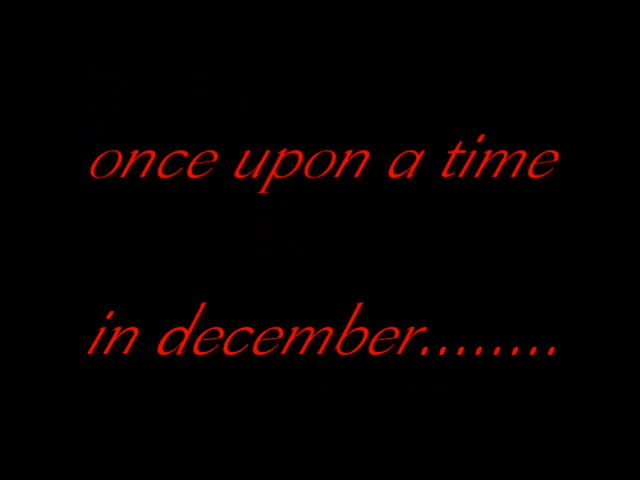 once upon a time
in december........